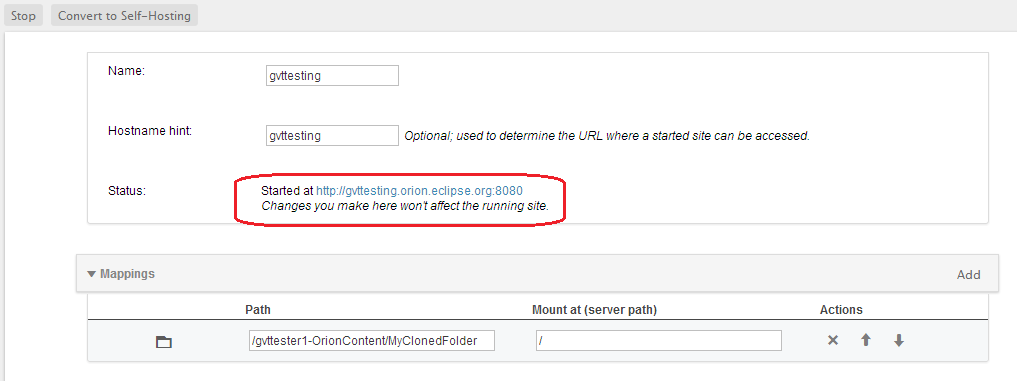 Stop Convert to Self-Hosting
Name: gvttesting
Hostname hint: gvttesting Optional; used to determine the URL where a started site can be accessed.
Status: Started at http://gvttesting.orion.eclipse.org:8080
Changes you make here won't affect the running site.
Mappings Add
Path Mount at (server path) Actions
/gvttester1-OrionContent/MyClonedFolder /